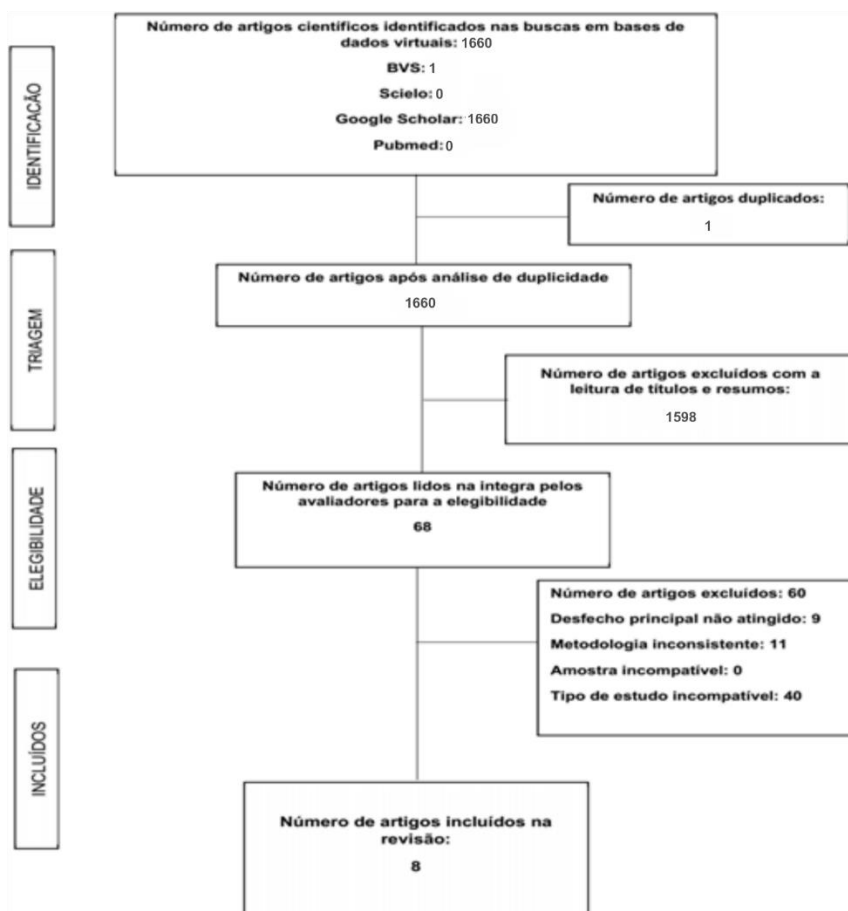 Número de artigos científicos identificados nas buscas em bases de
dados virtuais: 1660
BVS: 1
Scielo: 0
Google Scholar: 1660
Pubmed: 0
IDENTIFICAÇÃO
Número de artigos duplicados:
1
Número de artigos após análise de duplicidade
1660
TRIAGEM
Número de artigos excluídos com a
leitura de títulos e resumos:
1598
Número de artigos lidos na integra pelos
avaliadores para a elegibilidade
68
ELEGIBILIDADE
Número de artigos excluídos: 60
Desfecho principal não atingido: 9
Metodologia inconsistente: 11
Amostra incompatível: 0
Tipo de estudo incompatível: 40
INCLUÍDOS
Número de artigos incluídos na
revisão:
8